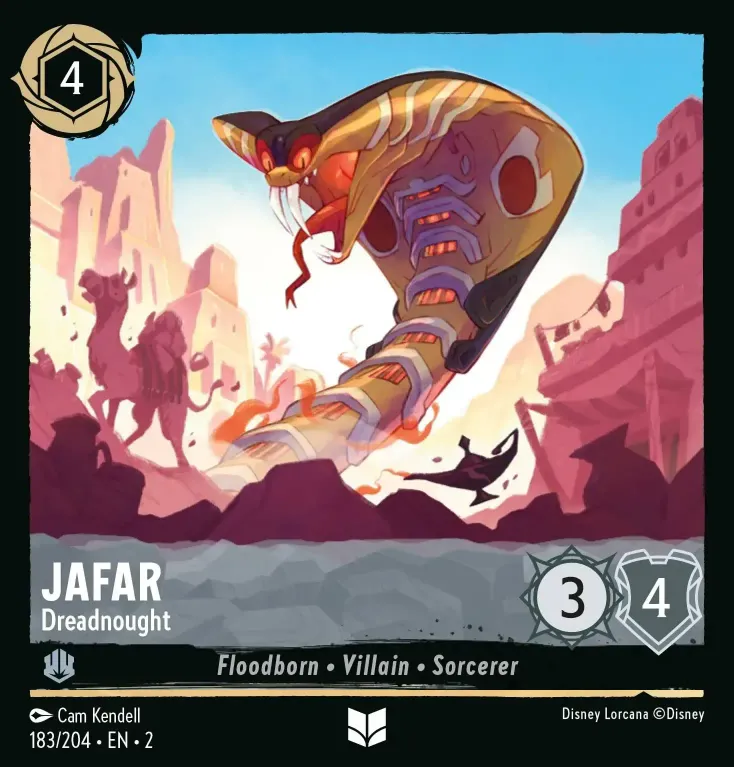 4
JAFAR
Dreadnought
3 4
Floodborn • Villain • Sorcerer
Cam Kendell
Disney Lorcana ©Disney
183/204 • EN • 2